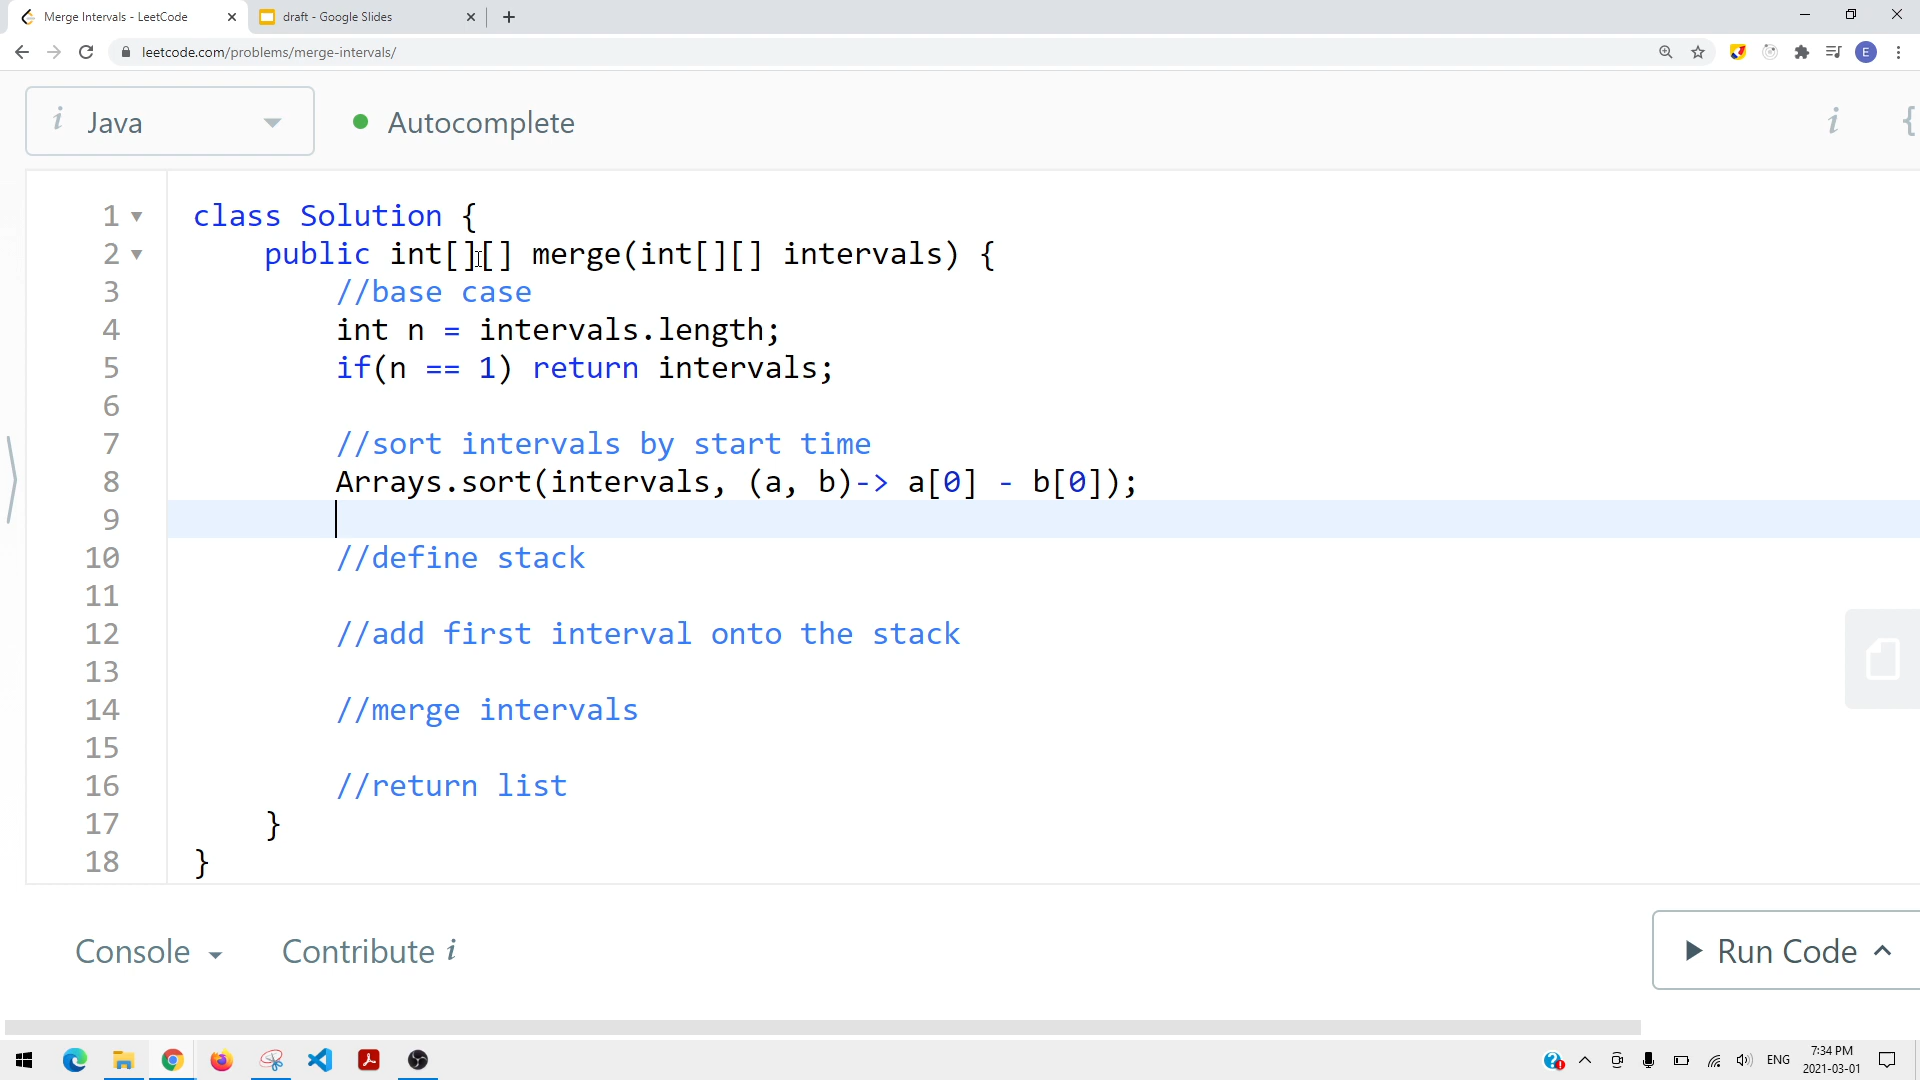 Merge Intervals - LeetCode
draft - Google Slides
leetcode.com/problems/merge-intervals/
E
i Java
Autocomplete
i {
1 class Solution {
2 public int[][] merge(int[][] intervals) {
3 //base case
4 int n = intervals.length;
5 if(n == 1) return intervals;
6
7 //sort intervals by start time
8 Arrays.sort(intervals, (a, b)-> a[0] - b[0]);
9
10 //define stack
11
12 //add first interval onto the stack
13
14 //merge intervals
15
16 //return list
17 }
18 }
Console
Contribute i
Run Code
ENG
7:34 PM
2021-03-01